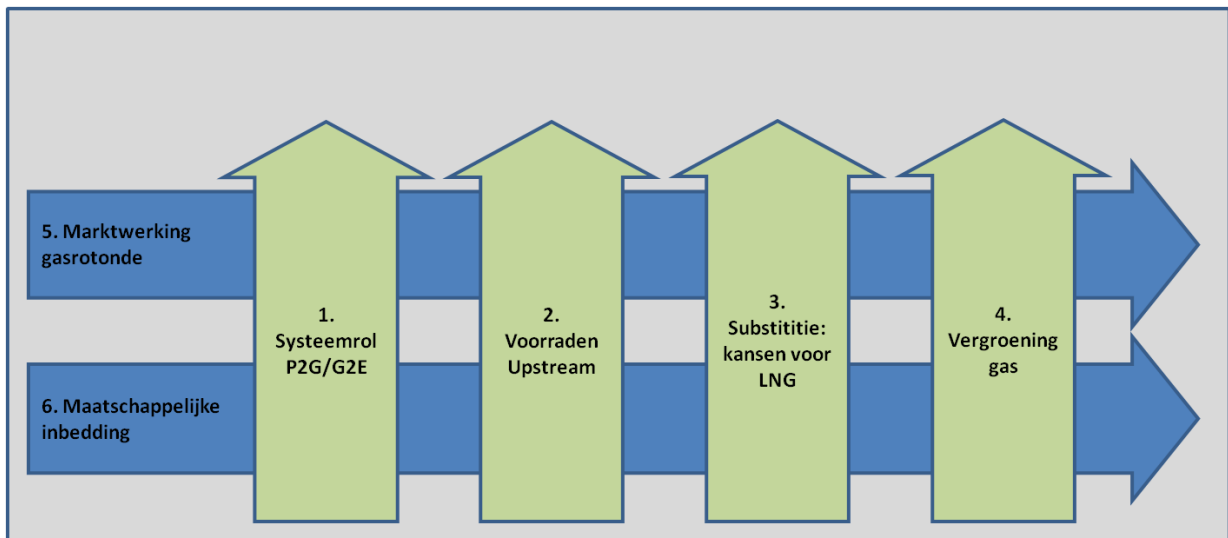 5. Marktwerking
gasrotonde
1.
Systeemrol
P2G/G2E
2.
Voorraden
Upstream
3.
Substititie:
kansen voor
LNG
4.
Vergroening
gas
6. Maatschappelijke
inbedding